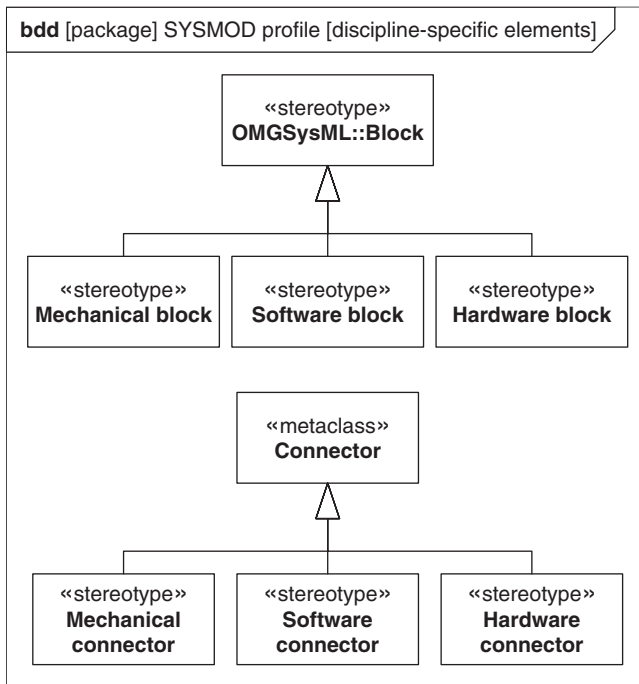 bdd [package] SYSMOD profile [discipline-specific elements]
«stereotype»
OMGSysML::Block
«stereotype»
Mechanical block
«stereotype»
Software block
«stereotype»
Hardware block
«metaclass»
Connector
«stereotype»
Mechanical
connector
«stereotype»
Software
connector
«stereotype»
Hardware
connector